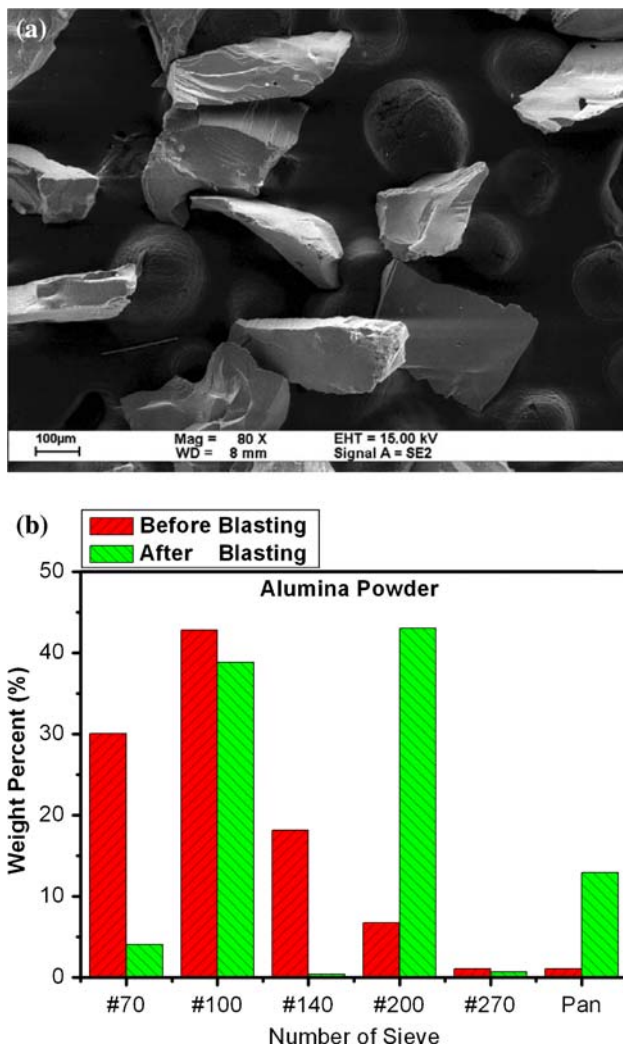 (a)
100µm
Mag = 80 X
EHT = 15.00 kV
WD = 8 mm
Signal A = SE2
(b)
Before Blasting
After Blasting
Alumina Powder
50
40
30
20
10
0
Weight Percent (%)
#70 #100 #140 #200 #270 Pan
Number of Sieve